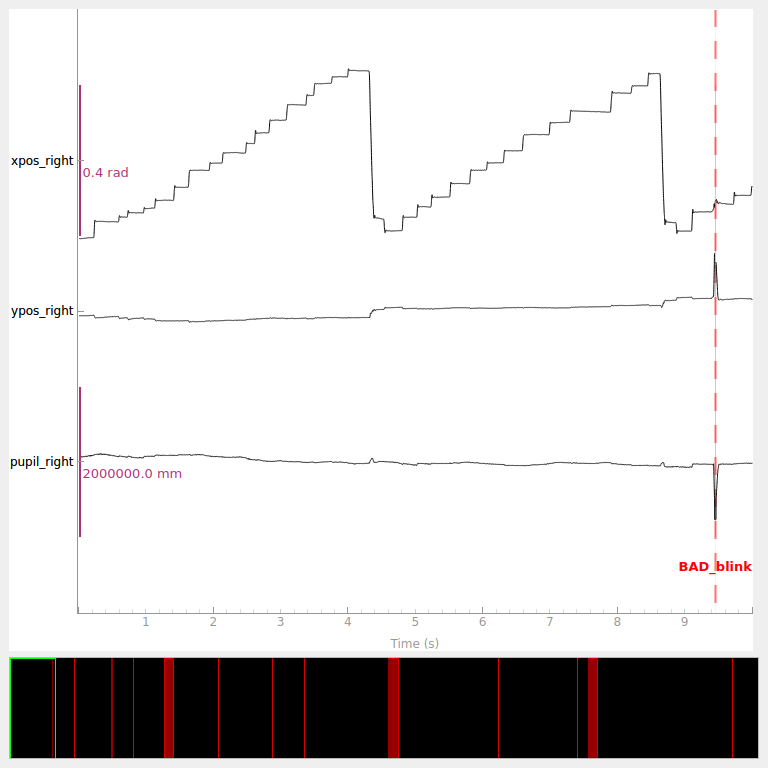 xpos_right
0.4 rad
ypos_right
pupil_right
2000000.0 mm
BAD_blink
1 2 3 4 5 6 7 8 9
Time (s)